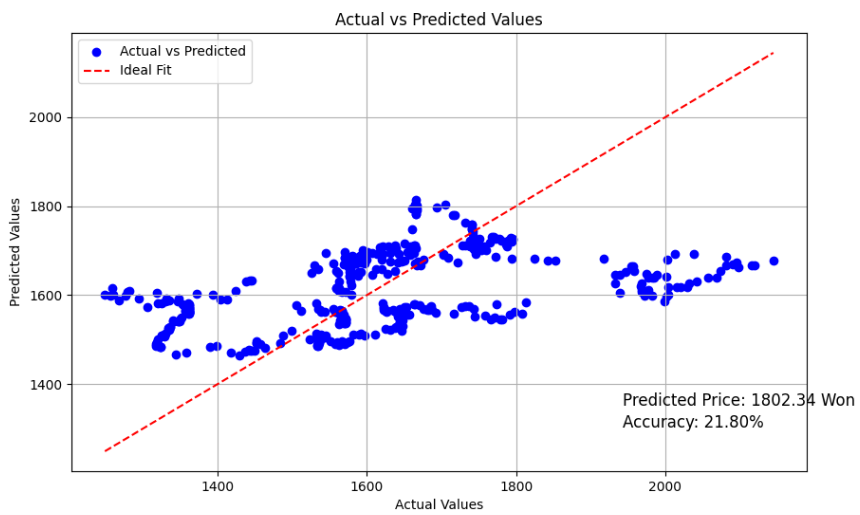 Actual vs Predicted Values
Actual vs Predicted
Ideal Fit
2000
1800
1600
1400
Predicted Values
Predicted Price: 1802.34 Won
Accuracy: 21.80%
1400 1600 1800 2000
Actual Values